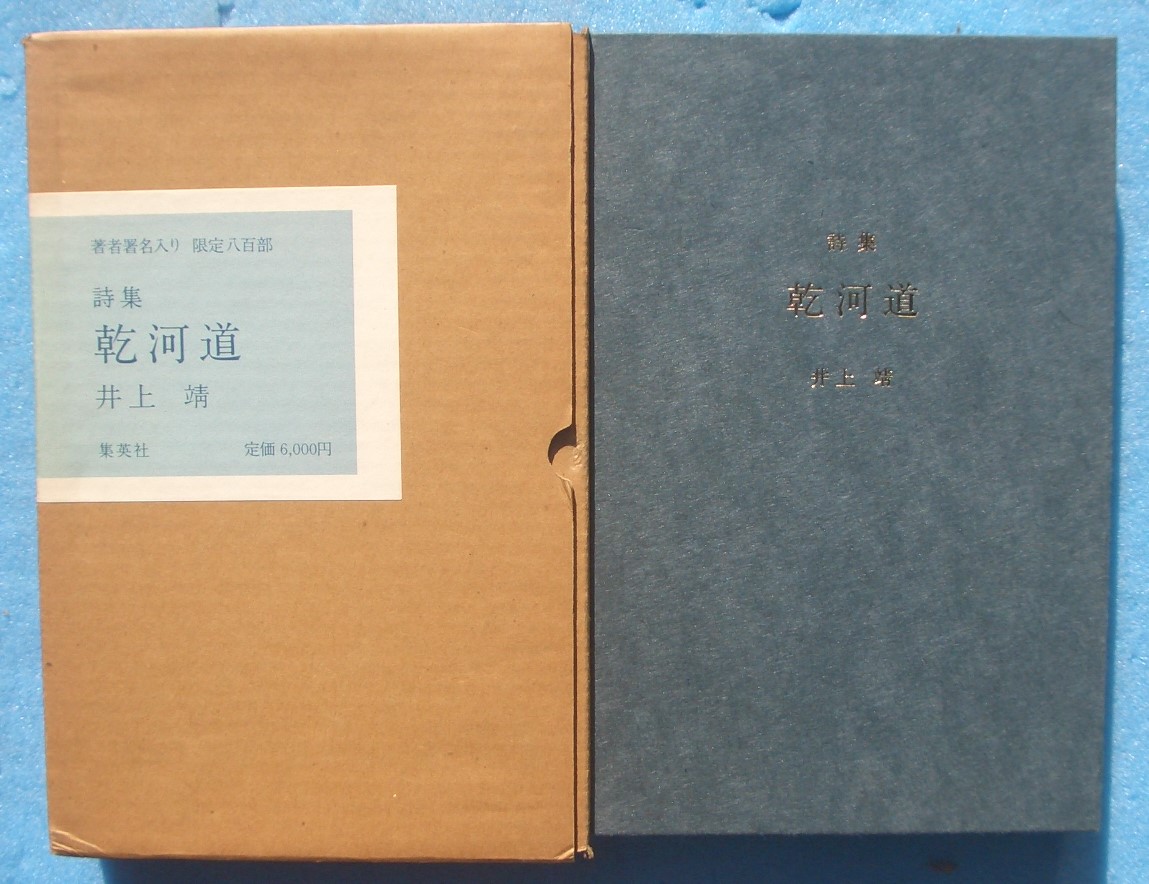 著者署名入り 限定八百部
詩集
乾河道
井上 靖
集英社 定価 6,000円
詩集
乾河道
井上 靖